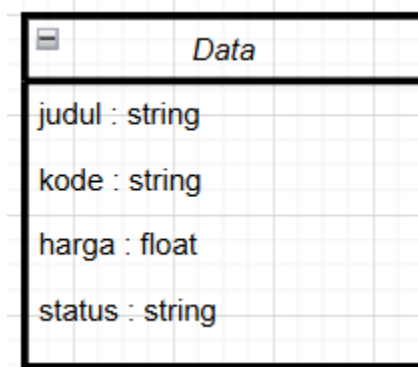 Data
judul : string
kode : string
harga : float
status : string